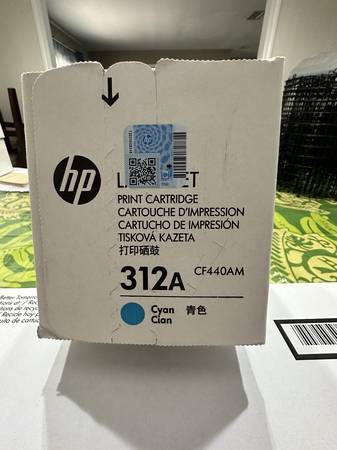 hp
PRINT CARTRIDGE
CARTOUCHE D'IMPRESSION
CARTUCHO DE IMPRESIÓN
TISKOVÁ KAZETA
打印硒鼓
312A CF440AM
Cyan 青色
Cian